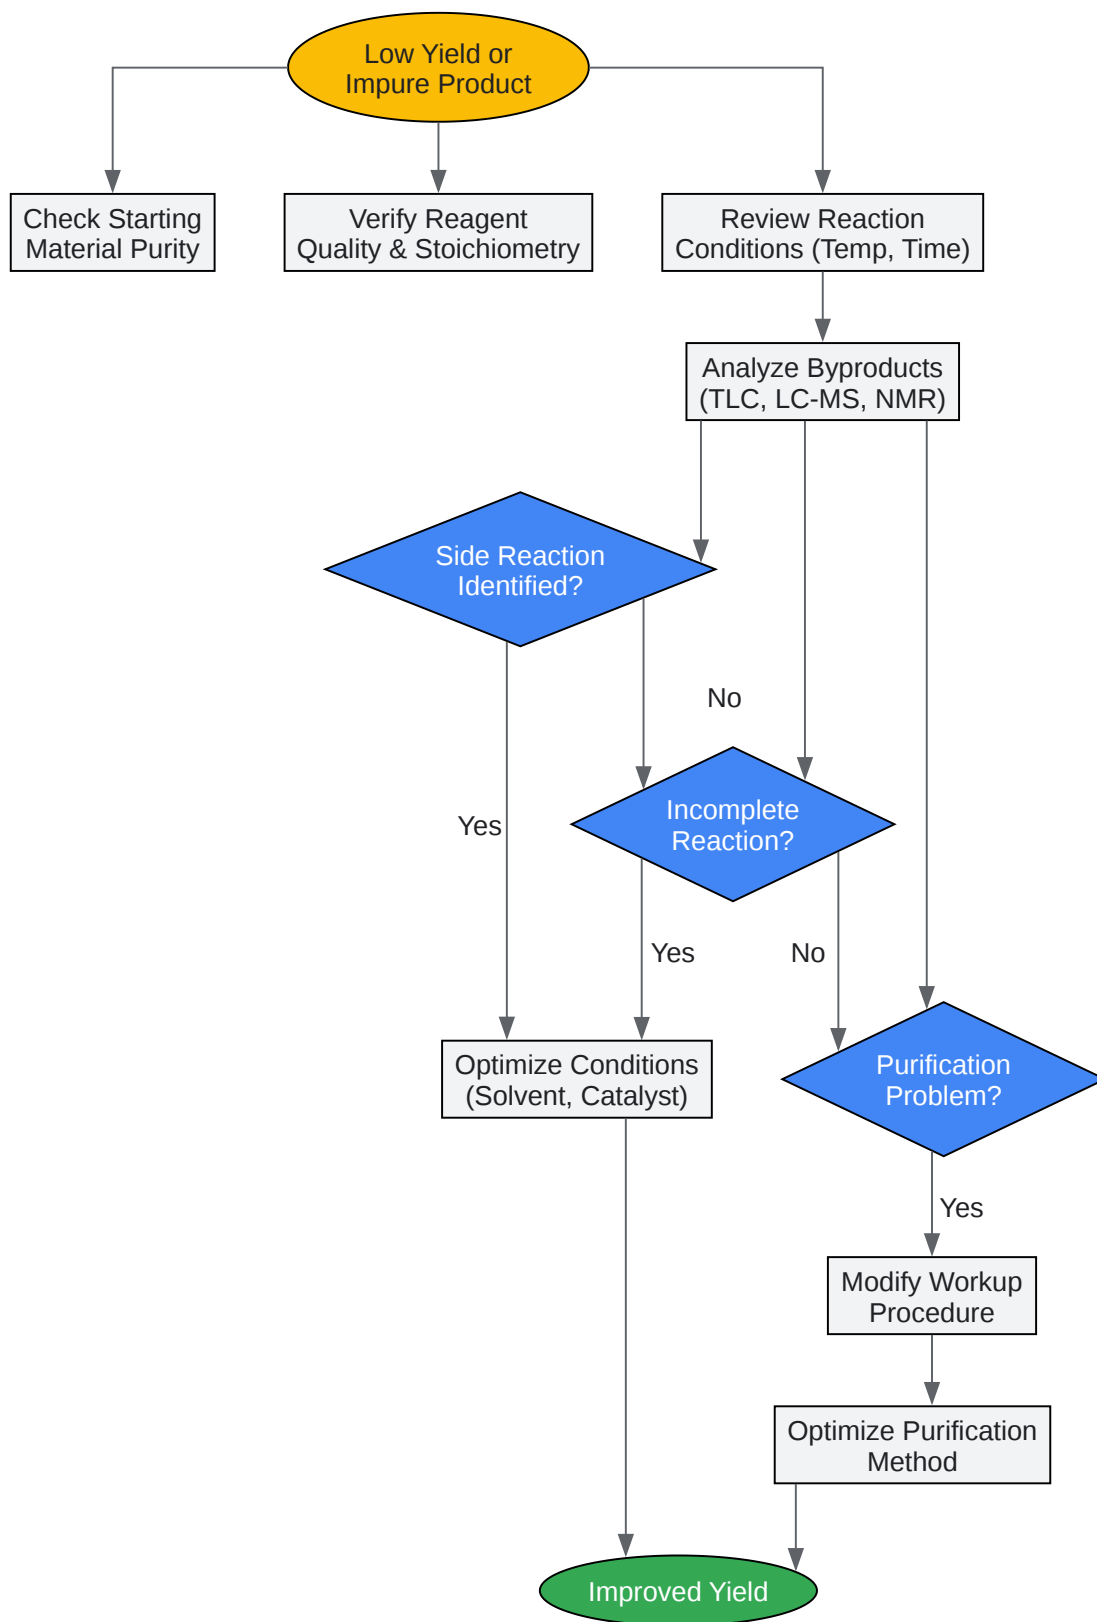 Low Yield or
Impure Product
Check Starting
Material Purity
Verify Reagent
Quality & Stoichiometry
Review Reaction
Conditions (Temp, Time)
Analyze Byproducts
(TLC, LC-MS, NMR)
Side Reaction
Identified?
No
Incomplete
Reaction?
Yes
Yes
No
Optimize Conditions
(Solvent, Catalyst)
Purification
Problem?
Yes
Modify Workup
Procedure
Optimize Purification
Method
Improved Yield